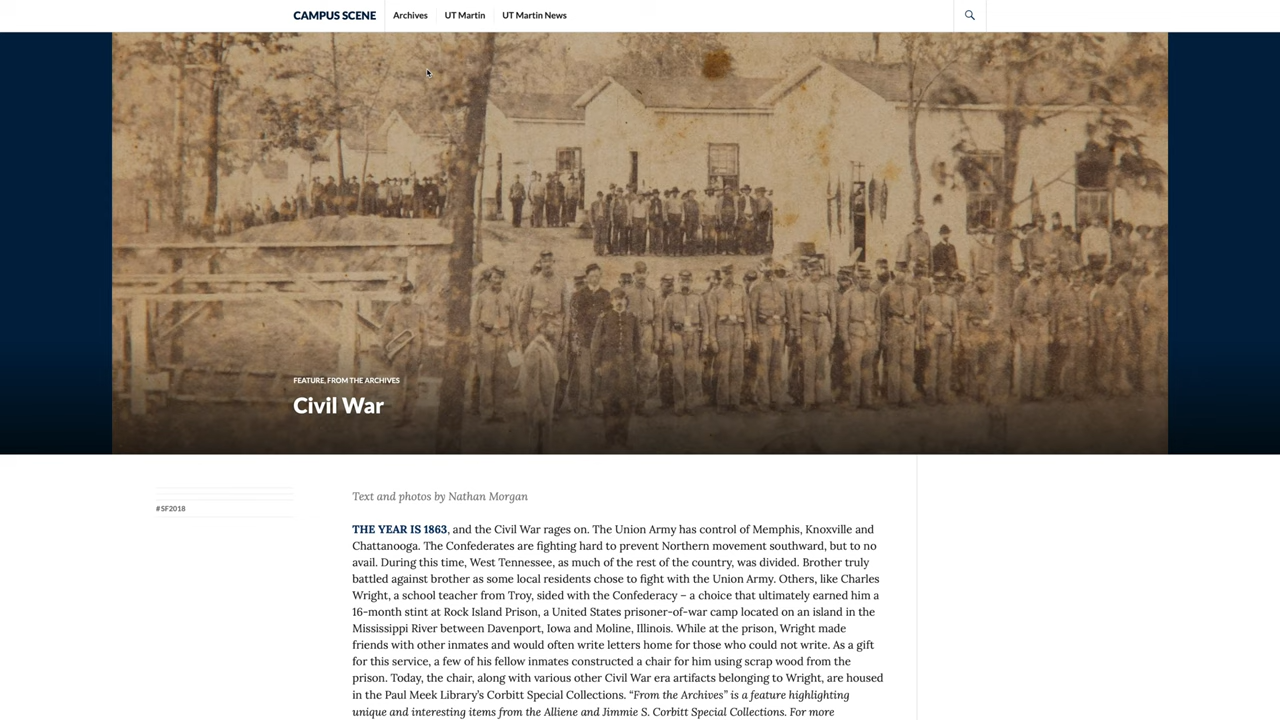 CAMPUS SCENE Archives UT Martin UT Martin News
FEATURE, FROM THE ARCHIVES
Civil War
#SF2018
Text and photos by Nathan Morgan
THE YEAR IS 1863, and the Civil War rages on. The Union Army has control of Memphis, Knoxville and
Chattanooga. The Confederates are fighting hard to prevent Northern movement southward, but to no
avail. During this time, West Tennessee, as much of the rest of the country, was divided. Brother truly
battled against brother as some local residents chose to fight with the Union Army. Others, like Charles
Wright, a school teacher from Troy, sided with the Confederacy – a choice that ultimately earned him a
16-month stint at Rock Island Prison, a United States prisoner-of-war camp located on an island in the
Mississippi River between Davenport, Iowa and Moline, Illinois. While at the prison, Wright made
friends with other inmates and would often write letters home for those who could not write. As a gift
for this service, a few of his fellow inmates constructed a chair for him using scrap wood from the
prison. Today, the chair, along with various other Civil War era artifacts belonging to Wright, are housed
in the Paul Meek Library's Corbitt Special Collections. "From the Archives" is a feature highlighting
unique and interesting items from the Alliene and Jimmie S. Corbitt Special Collections. For more